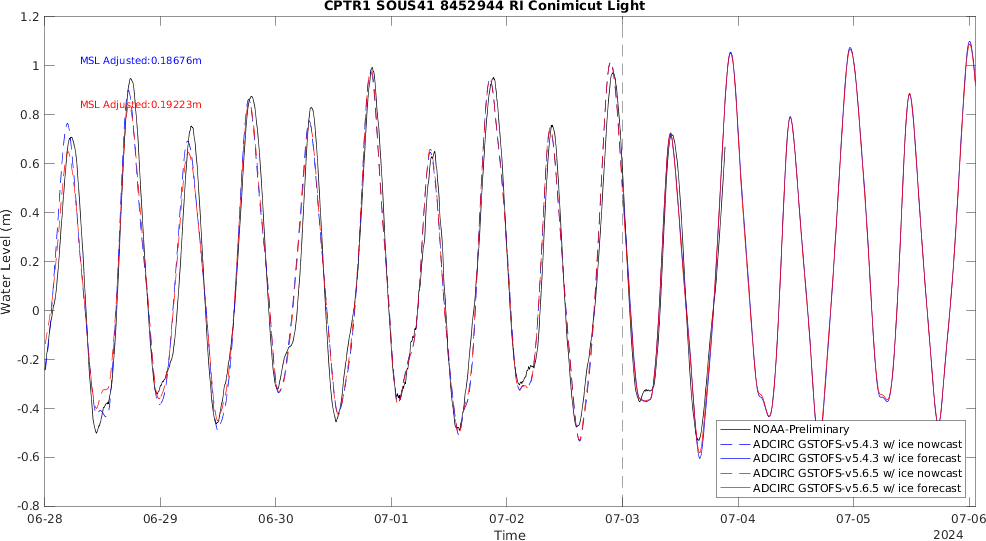 CPTR1 SOUS41 8452944 RI Conimicut Light
1.2
1
0.8
0.6
0.4
0.2
0
-0.2
-0.4
-0.6
-0.8
Water Level (m)
MSL Adjusted:0.18676m
MSL Adjusted:0.19223m
NOAA-Preliminary
ADCIRC GSTOFS-v5.4.3 w/ ice nowcast
ADCIRC GSTOFS-v5.4.3 w/ ice forecast
ADCIRC GSTOFS-v5.6.5 w/ ice nowcast
ADCIRC GSTOFS-v5.6.5 w/ ice forecast
06-28 06-29 06-30 07-01 07-02 07-03 07-04 07-05 07-06
Time
2024